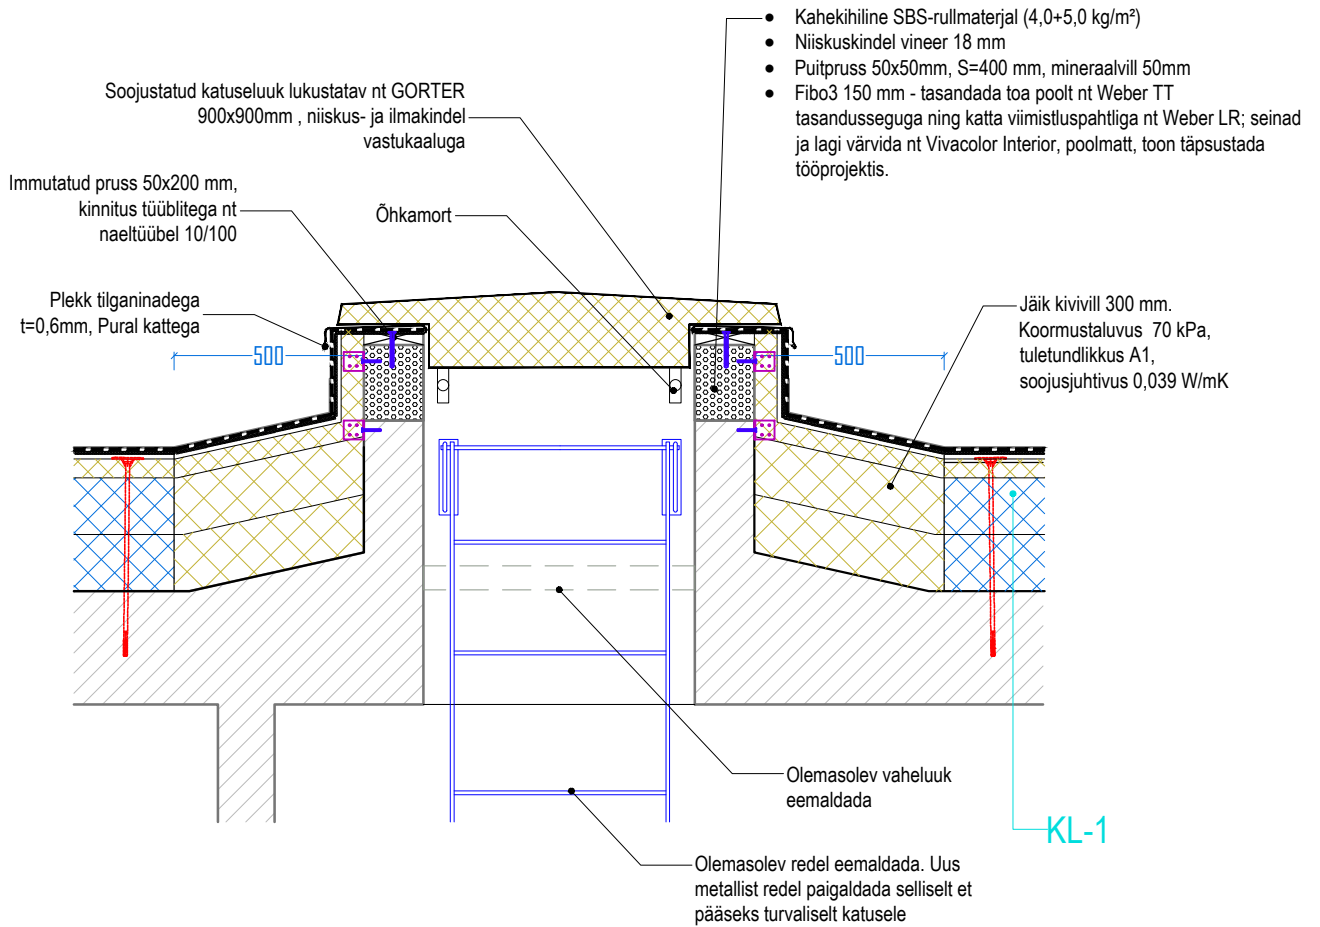 Kahekihiline SBS-rullmaterjal (4,0+5,0 kg/m²)
Niiskuskindel vineer 18 mm
Puitpruss 50x50mm, S=400 mm, mineraalvill 50mm
Fibo3 150 mm - tasandada toa poolt nt Weber TT
tasandusseguga ning katta viimistluspahtliga nt Weber LR; seinad
ja lagi värvida nt Vivacolor Interior, poolmatt, toon täpsustada
tööprojektis.
Soojustatud katuseluuk lukustatav nt GORTER
900x900mm , niiskus- ja ilmakindel
vastukaaluga
Immutatud pruss 50x200 mm,
kinnitus tüüblitega nt
naeltüübel 10/100
Õhkamort
Plekk tilganinadega
t=0,6mm, Pural kattega
Jäik kivivill 300 mm.
Koormustaluvus 70 kPa,
tuletundlikkus A1,
soojusjuhtivus 0,039 W/mK
500
500
Olemasolev vaheluuk
eemaldada
KL-1
Olemasolev redel eemaldada. Uus
metallist redel paigaldada selliselt et
pääseks turvaliselt katusele